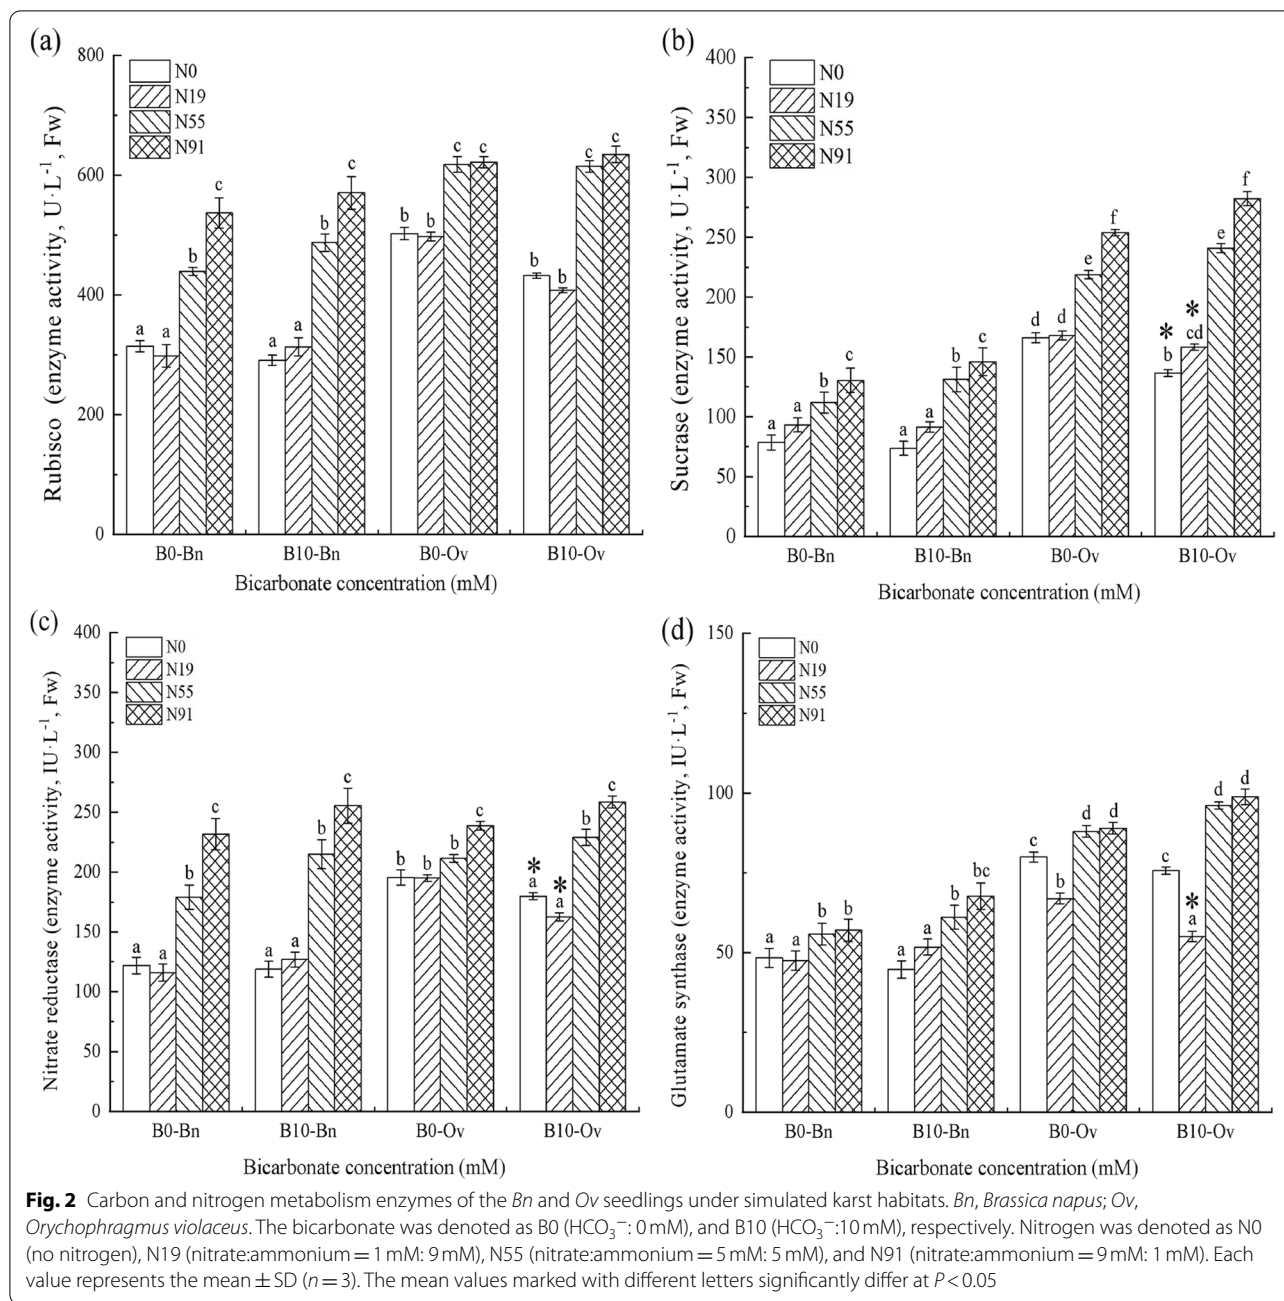 (a)
800
600
400
200
0
N0
N19
N55
N91
Rubisco (enzyme activity, U·L⁻¹, Fw)
a a b c
a a b c
b b c c
b b c c
B0-Bn B10-Bn B0-Ov B10-Ov
Bicarbonate concentration (mM)
(b)
400
350
300
250
200
150
100
50
0
N0
N19
N55
N91
Sucrase (enzyme activity, U·L⁻¹, Fw)
a a b c
a a b c
d d e f
* *
b cd e f
B0-Bn B10-Bn B0-Ov B10-Ov
Bicarbonate concentration (mM)
(c)
400
350
300
250
200
150
100
50
0
N0
N19
N55
N91
Nitrate reductase (enzyme activity, IU·L⁻¹, Fw)
a a b c
a a b c
b b b c
* *
a a b c
B0-Bn B10-Bn B0-Ov B10-Ov
Bicarbonate concentration (mM)
(d)
150
100
50
0
N0
N19
N55
N91
Glutamate synthase (enzyme activity, IU·L⁻¹, Fw)
a a b b
a a b bc
c b d d
*
c a d d
B0-Bn B10-Bn B0-Ov B10-Ov
Bicarbonate concentration (mM)
Fig. 2 Carbon and nitrogen metabolism enzymes of the Bn and Ov seedlings under simulated karst habitats. Bn, Brassica napus; Ov,
Orychophragmus violaceus. The bicarbonate was denoted as B0 (HCO₃⁻: 0 mM), and B10 (HCO₃⁻:10 mM), respectively. Nitrogen was denoted as N0
(no nitrogen), N19 (nitrate:ammonium = 1 mM: 9 mM), N55 (nitrate:ammonium = 5 mM: 5 mM), and N91 (nitrate:ammonium = 9 mM: 1 mM). Each
value represents the mean ± SD (n = 3). The mean values marked with different letters significantly differ at P < 0.05